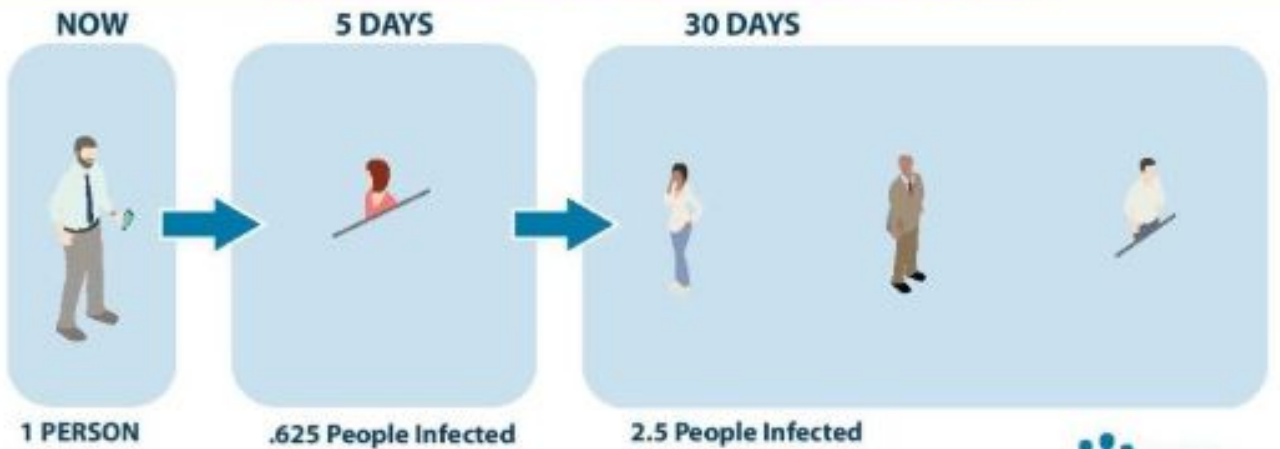 NOW
5 DAYS
30 DAYS
1 PERSON
.625 People Infected
2.5 People Infected